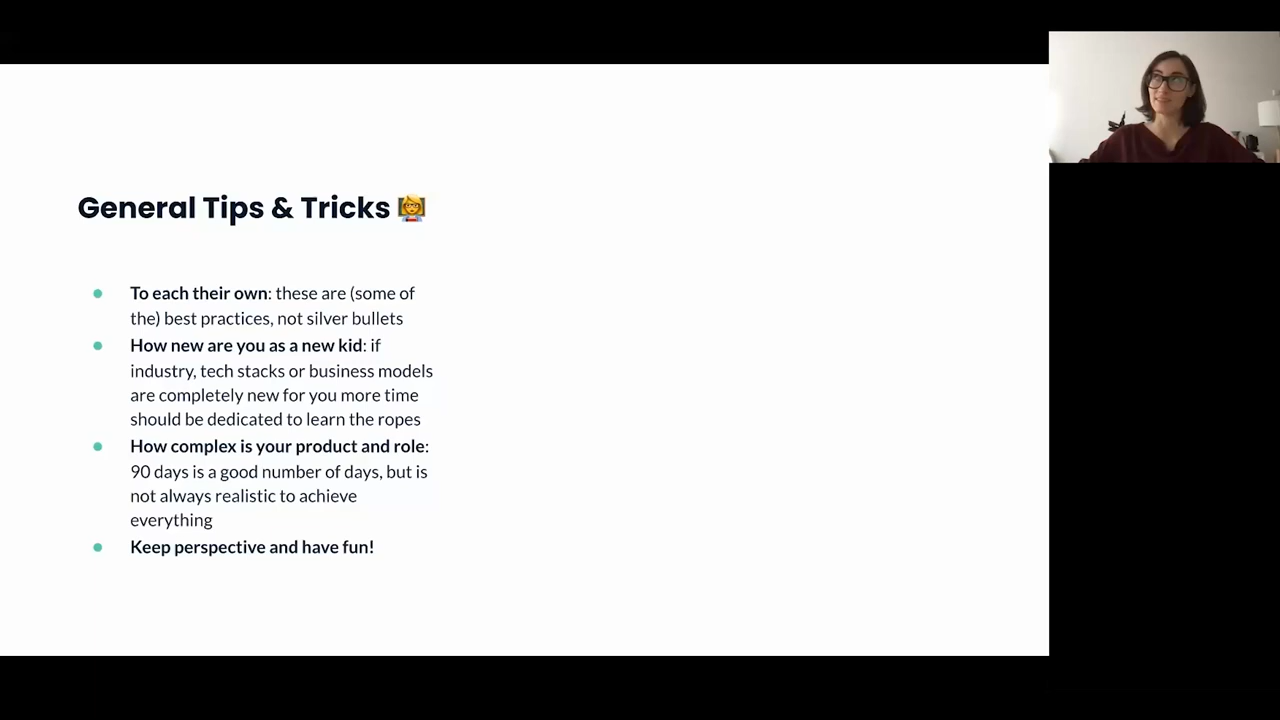 General Tips & Tricks 👩‍🏫
To each their own: these are (some of
the) best practices, not silver bullets
How new are you as a new kid: if
industry, tech stacks or business models
are completely new for you more time
should be dedicated to learn the ropes
How complex is your product and role:
90 days is a good number of days, but is
not always realistic to achieve
everything
Keep perspective and have fun!